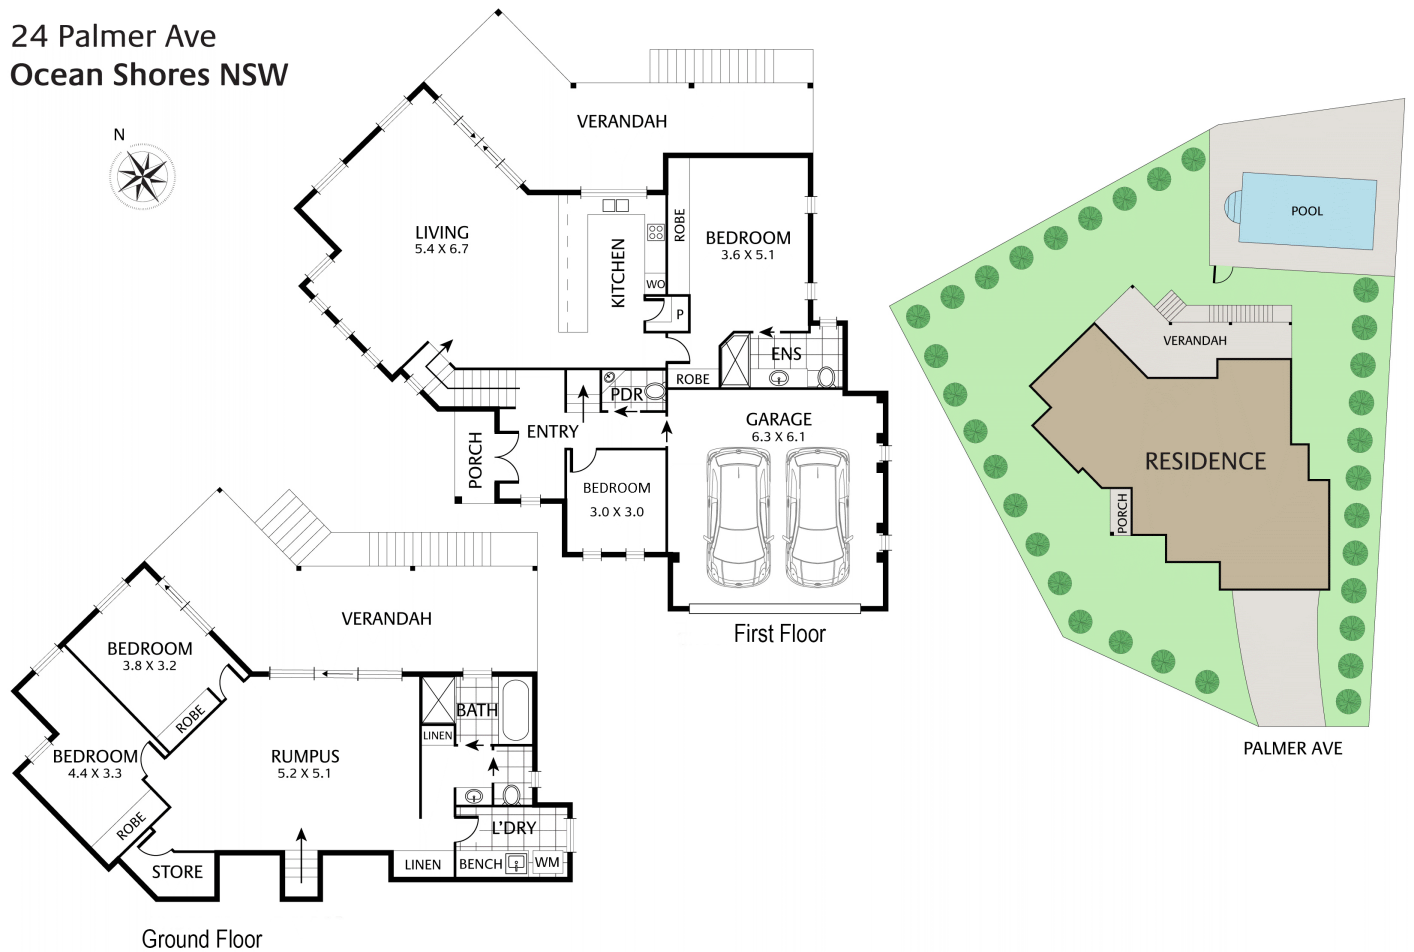 24 Palmer Ave
Ocean Shores NSW
N
VERANDAH
LIVING
5.4 X 6.7
KITCHEN
ROBE
BEDROOM
3.6 X 5.1
WO
P
ENS
ROBE
PDR
ENTRY
PORCH
GARAGE
6.3 X 6.1
BEDROOM
3.0 X 3.0
First Floor
VERANDAH
BEDROOM
3.8 X 3.2
ROBE
BEDROOM
4.4 X 3.3
ROBE
RUMPUS
5.2 X 5.1
BATH
LINEN
L'DRY
STORE
LINEN
BENCH
WM
Ground Floor
POOL
VERANDAH
RESIDENCE
PORCH
PALMER AVE